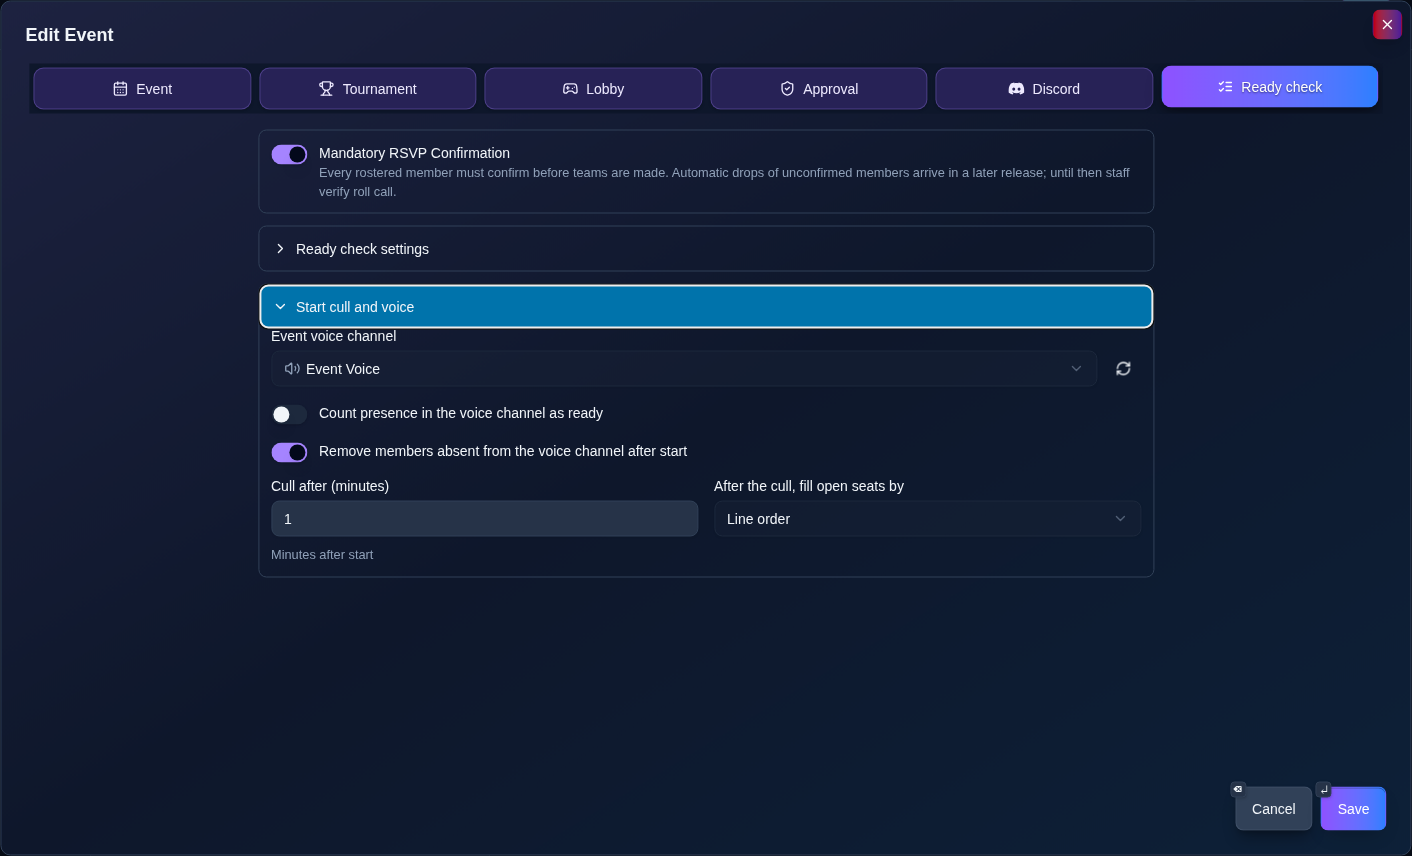 Edit Event
Event
Tournament
Lobby
Approval
Discord
Ready check
Mandatory RSVP Confirmation
Every rostered member must confirm before teams are made. Automatic drops of unconfirmed members arrive in a later release; until then staff
verify roll call.
Ready check settings
Start cull and voice
Event voice channel
Event Voice
Count presence in the voice channel as ready
Remove members absent from the voice channel after start
Cull after (minutes)
After the cull, fill open seats by
1
Line order
Minutes after start
Cancel
Save